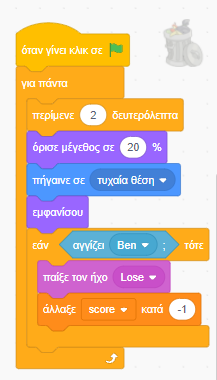 όταν γίνει κλικ σε
για πάντα
περίμενε 2 δευτερόλεπτα
όρισε μέγεθος σε 20 %
πήγαινε σε τυχαία θέση
εμφανίσου
εάν αγγίζει Ben ; τότε
παίξε τον ήχο Lose
άλλαξε score κατά -1